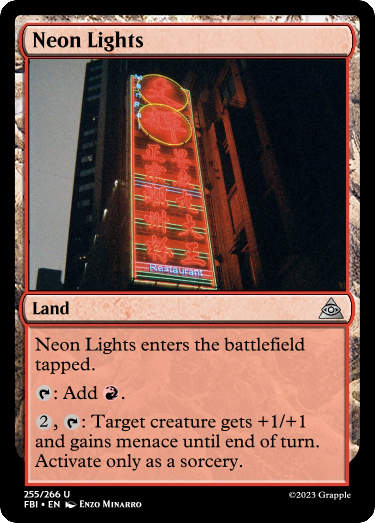 Neon Lights
Restaurant
Land
Neon Lights enters the battlefield
tapped.
: Add .
2, : Target creature gets +1/+1
and gains menace until end of turn.
Activate only as a sorcery.
255/266 U
FBI • EN Enzo Minarro
©2023 Grapple